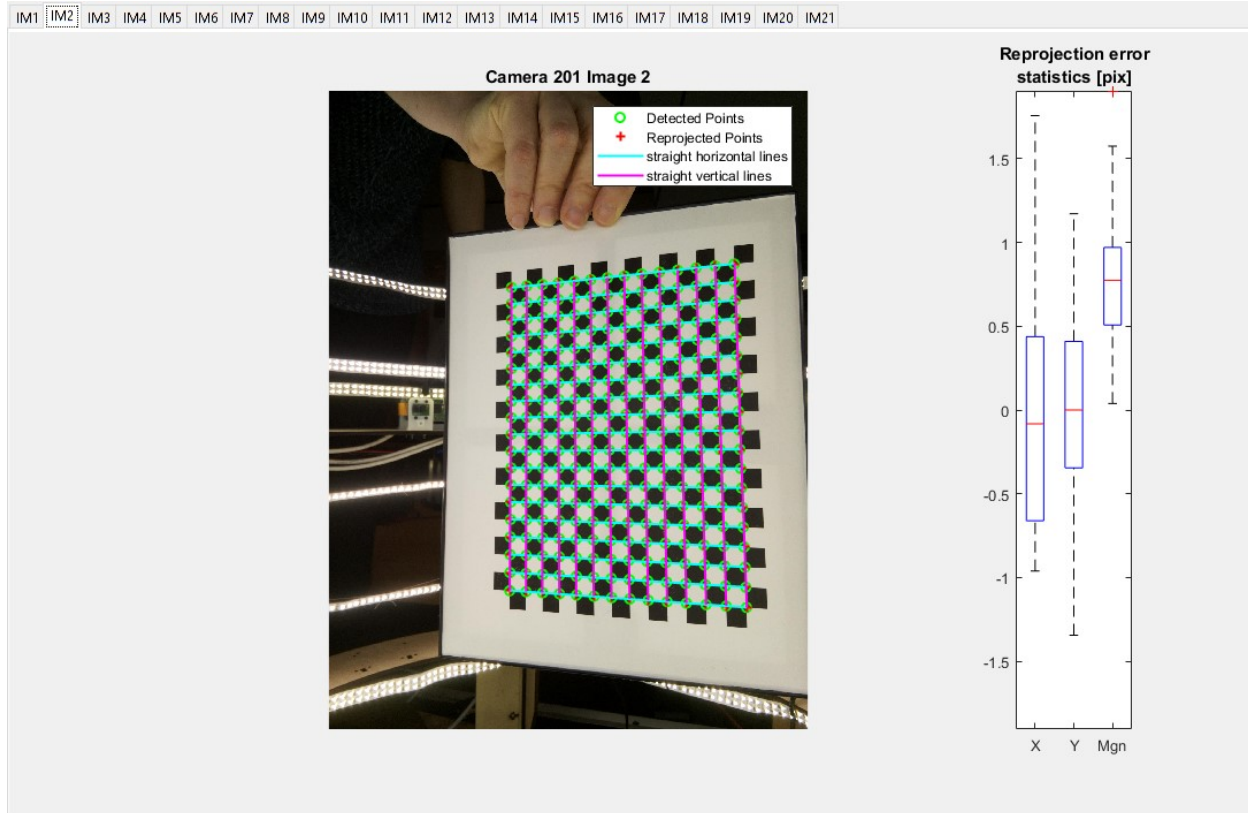 IM1 IM2 IM3 IM4 IM5 IM6 IM7 IM8 IM9 IM10 IM11 IM12 IM13 IM14 IM15 IM16 IM17 IM18 IM19 IM20 IM21
Camera 201 Image 2
Detected Points
Reprojected Points
straight horizontal lines
straight vertical lines
Reprojection error
statistics [pix]
1.5
1
0.5
0
-0.5
-1
-1.5
X Y Mgn